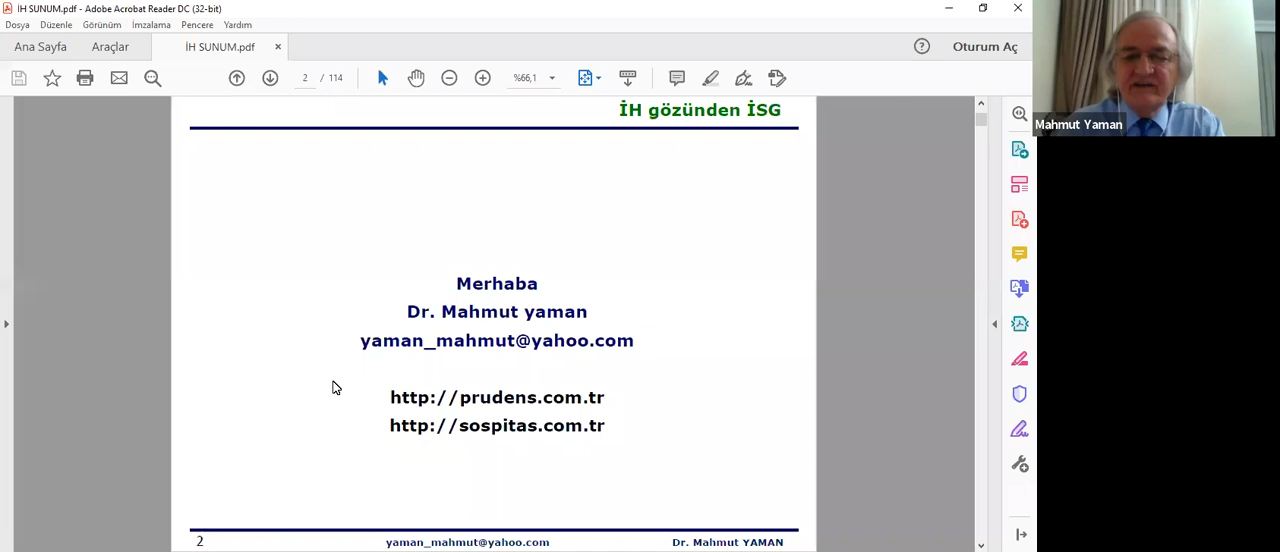 İH SUNUM.pdf - Adobe Acrobat Reader DC (32-bit)
Dosya Düzenle Görünüm İmzalama Pencere Yardım
Ana Sayfa Araçlar İH SUNUM.pdf × Oturum Aç
2 / 114 %66,1
İH gözünden İSG
Merhaba
Dr. Mahmut yaman
yaman_mahmut@yahoo.com
http://prudens.com.tr
http://sospitas.com.tr
2 yaman_mahmut@yahoo.com Dr. Mahmut YAMAN
Mahmut Yaman